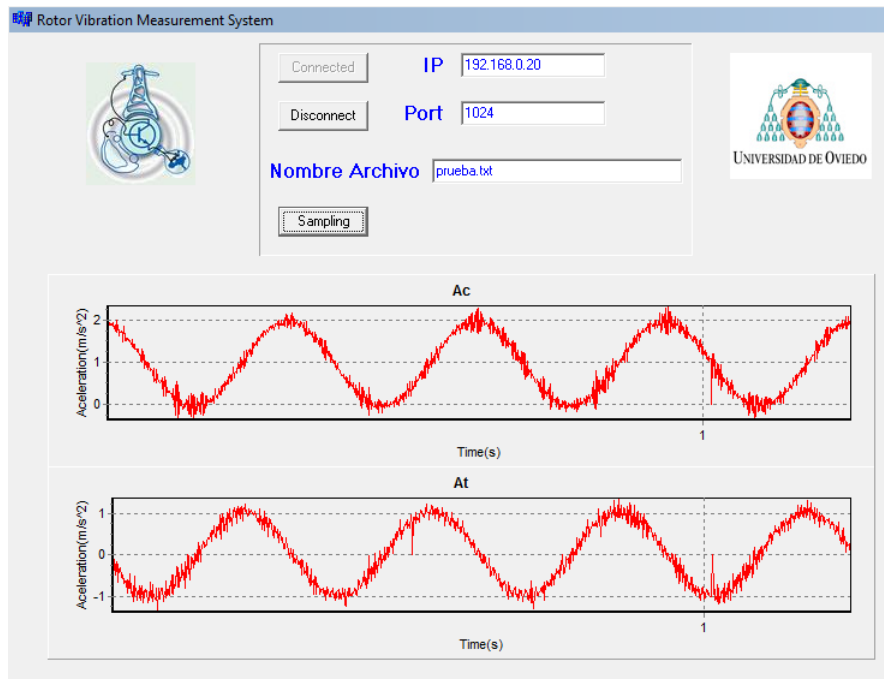 Rotor Vibration Measurement System
Connected
IP
192.168.0.20
Disconnect
Port
1024
Nombre Archivo
prueba.txt
Sampling
UNIVERSIDAD DE OVIEDO
Ac
Aceleration(m/s^2)
2
1
0
1
Time(s)
At
Aceleration(m/s^2)
1
0
-1
1
Time(s)